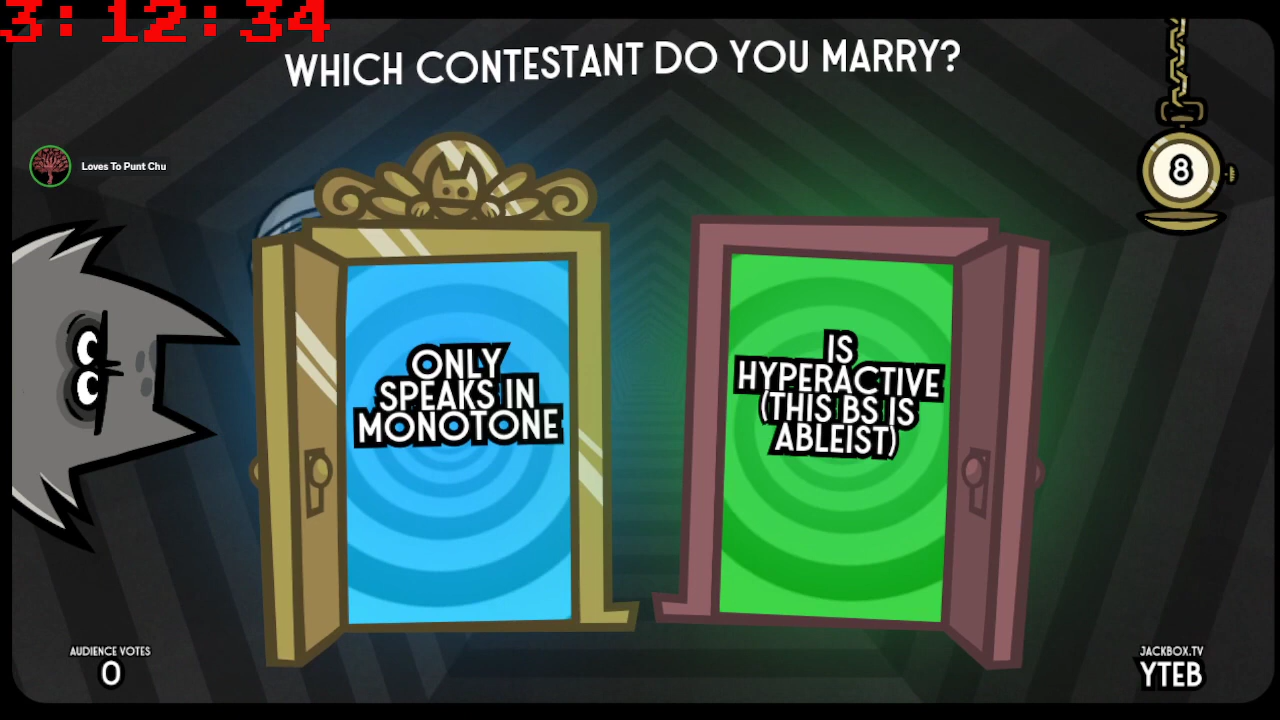 3:12:34
WHICH CONTESTANT DO YOU MARRY?
8
Loves To Punt Chu
ONLY
SPEAKS IN
MONOTONE
IS
HYPERACTIVE
(THIS BS IS
ABLEIST)
AUDIENCE VOTES
0
JACKBOX.TV
YTEB